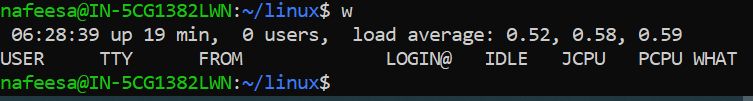 nafeesa@IN-5CG1382LWN:~/linux$ w
 06:28:39 up 19 min,  0 users,  load average: 0.52, 0.58, 0.59
USER     TTY      FROM             LOGIN@   IDLE   JCPU   PCPU WHAT
nafeesa@IN-5CG1382LWN:~/linux$